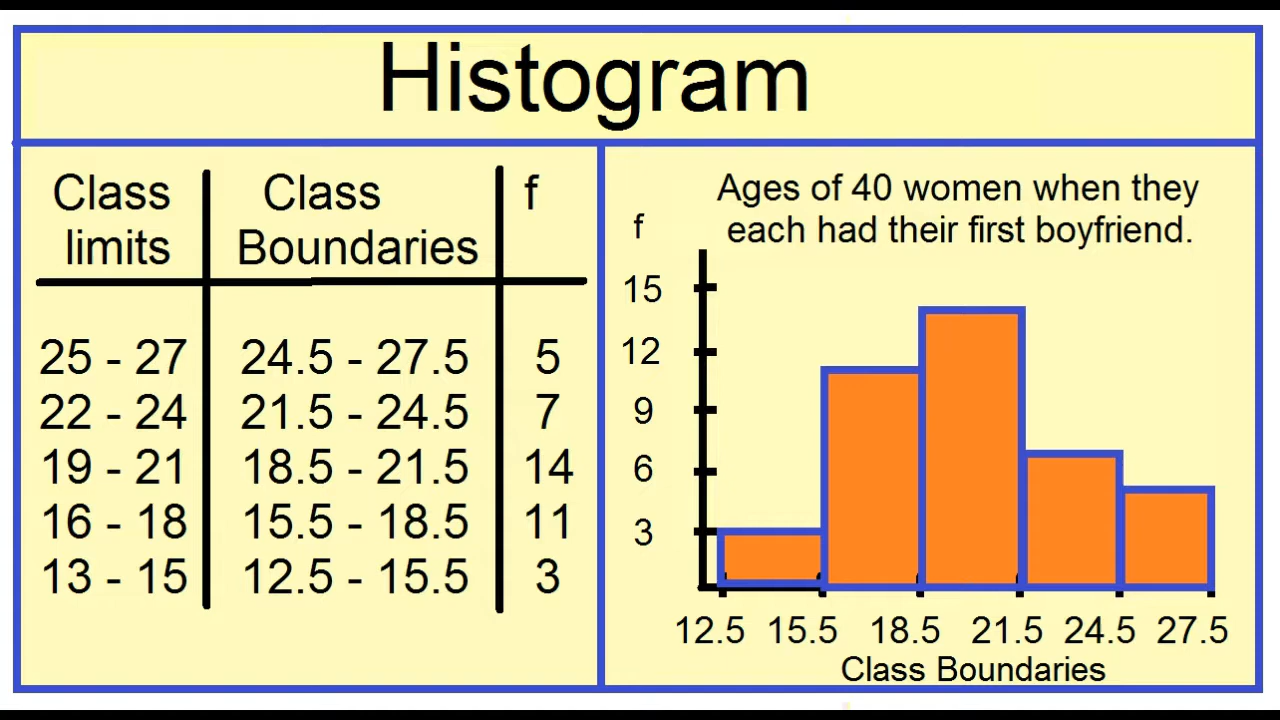 Histogram
Class Class f
limits Boundaries
25 - 27 24.5 - 27.5 5
22 - 24 21.5 - 24.5 7
19 - 21 18.5 - 21.5 14
16 - 18 15.5 - 18.5 11
13 - 15 12.5 - 15.5 3
Ages of 40 women when they
each had their first boyfriend.
f
15
12
9
6
3
12.5 15.5 18.5 21.5 24.5 27.5
Class Boundaries